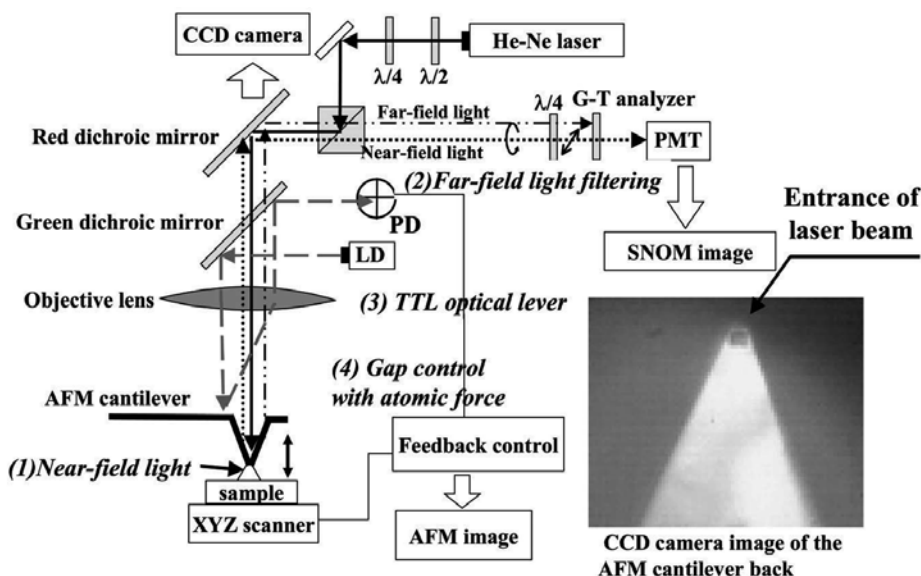 CCD camera
He-Ne laser
λ/4
λ/2
Red dichroic mirror
Far-field light
λ/4
G-T analyzer
Near-field light
PMT
(2)Far-field light filtering
Green dichroic mirror
PD
LD
SNOM image
Entrance of
laser beam
Objective lens
(3) TTL optical lever
(4) Gap control
with atomic force
AFM cantilever
Feedback control
(1)Near-field light
sample
XYZ scanner
AFM image
CCD camera image of the
AFM cantilever back